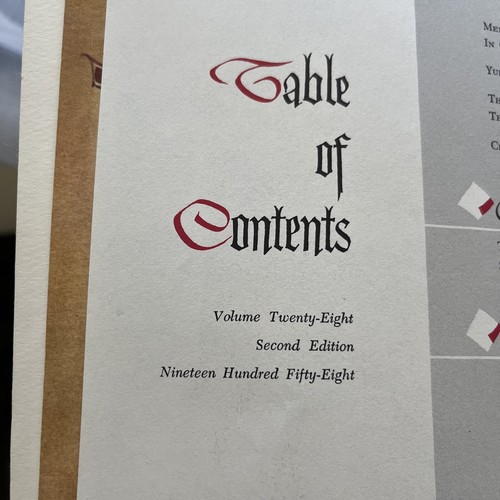 Table
of
Contents
Volume Twenty-Eight
Second Edition
Nineteen Hundred Fifty-Eight